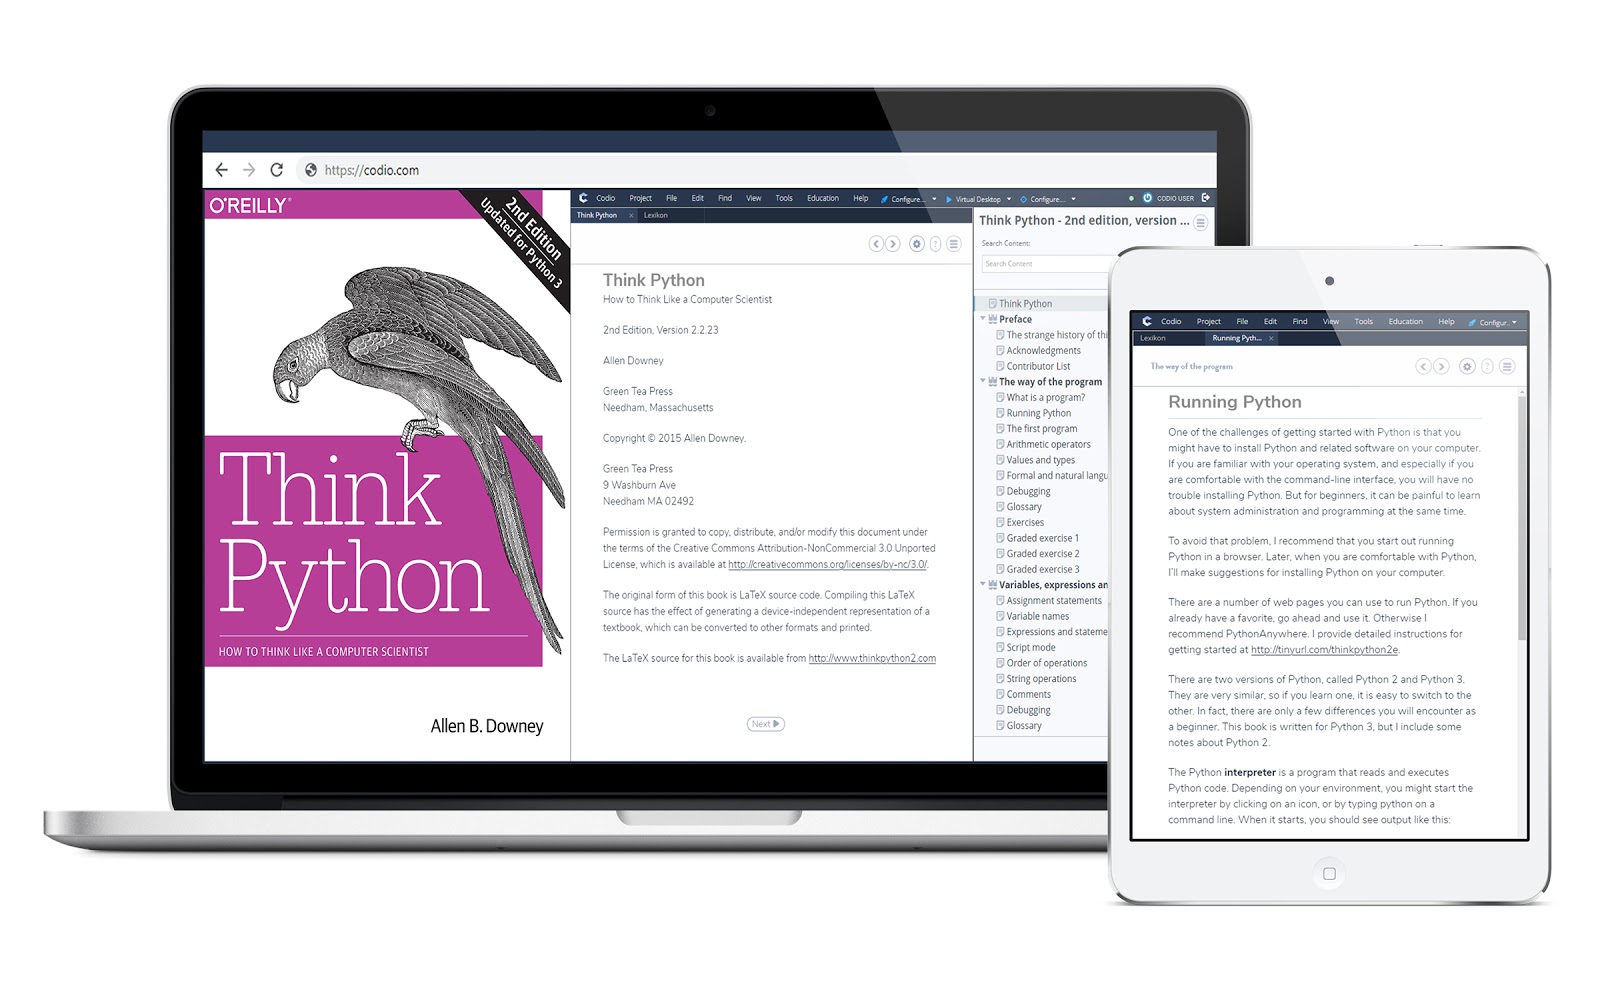 https://codio.com
O'REILLY®
2nd Edition
Updated for Python 3
Think
Python
HOW TO THINK LIKE A COMPUTER SCIENTIST
Allen B. Downey
Codio Project File Edit Find View Tools Education Help Configure... Virtual Desktop Configure... CODIO USER
Think Python × Lexikon
?
Think Python
How to Think Like a Computer Scientist
2nd Edition, Version 2.2.23
Allen Downey
Green Tea Press
Needham, Massachusetts
Copyright © 2015 Allen Downey.
Green Tea Press
9 Washburn Ave
Needham MA 02492
Permission is granted to copy, distribute, and/or modify this document under
the terms of the Creative Commons Attribution-NonCommercial 3.0 Unported
License, which is available at http://creativecommons.org/licenses/by-nc/3.0/.
The original form of this book is LaTeX source code. Compiling this LaTeX
source has the effect of generating a device-independent representation of a
textbook, which can be converted to other formats and printed.
The LaTeX source for this book is available from http://www.thinkpython2.com
Next
Think Python - 2nd edition, version ...
Search Content:
Search Content
Think Python
Preface
The strange history of thi
Acknowledgments
Contributor List
The way of the program
What is a program?
Running Python
The first program
Arithmetic operators
Values and types
Formal and natural langu
Debugging
Glossary
Exercises
Graded exercise 1
Graded exercise 2
Graded exercise 3
Variables, expressions an
Assignment statements
Variable names
Expressions and stateme
Script mode
Order of operations
String operations
Comments
Debugging
Glossary
Codio Project File Edit Find View Tools Education Help Configur...
Lexikon Running Pyth... ×
The way of the program ?
Running Python
One of the challenges of getting started with Python is that you
might have to install Python and related software on your computer.
If you are familiar with your operating system, and especially if you
are comfortable with the command-line interface, you will have no
trouble installing Python. But for beginners, it can be painful to learn
about system administration and programming at the same time.
To avoid that problem, I recommend that you start out running
Python in a browser. Later, when you are comfortable with Python,
I'll make suggestions for installing Python on your computer.
There are a number of web pages you can use to run Python. If you
already have a favorite, go ahead and use it. Otherwise I
recommend PythonAnywhere. I provide detailed instructions for
getting started at http://tinyurl.com/thinkpython2e.
There are two versions of Python, called Python 2 and Python 3.
They are very similar, so if you learn one, it is easy to switch to the
other. In fact, there are only a few differences you will encounter as
a beginner. This book is written for Python 3, but I include some
notes about Python 2.
The Python interpreter is a program that reads and executes
Python code. Depending on your environment, you might start the
interpreter by clicking on an icon, or by typing python on a
command line. When it starts, you should see output like this: